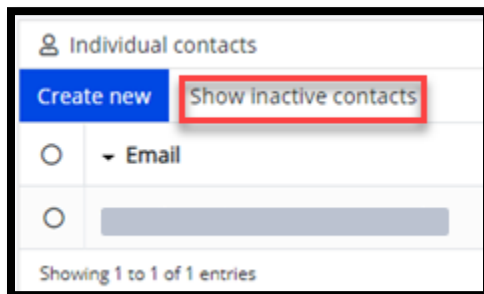 Individual contacts
Create new Show inactive contacts
Email
Showing 1 to 1 of 1 entries